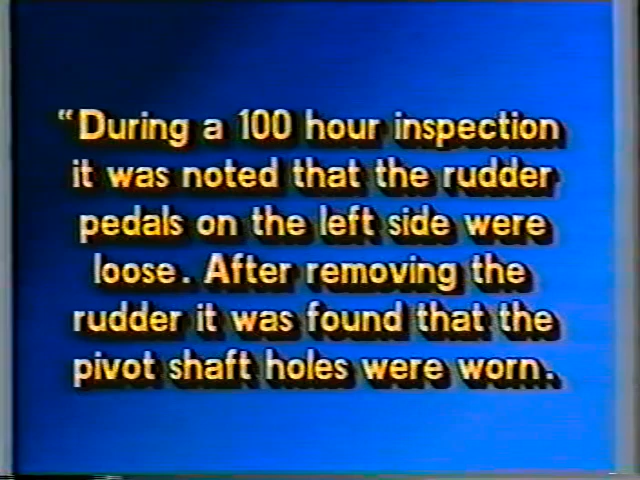 “During a 100 hour inspection
it was noted that the rudder
pedals on the left side were
loose. After removing the
rudder it was found that the
pivot shaft holes were worn.